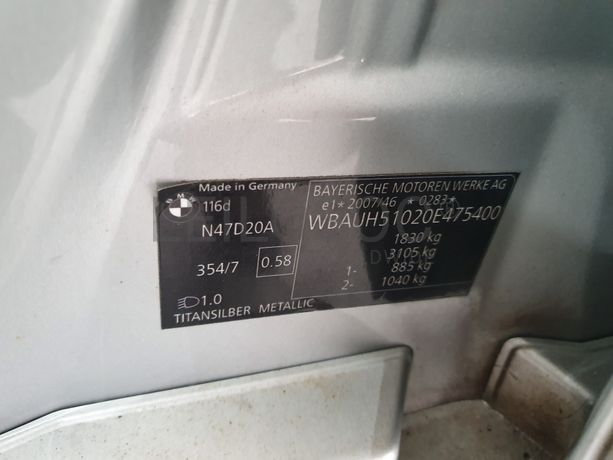 BMW
Made in Germany
116d
N47D20A
354/7 0.58
1.0
TITANSILBER METALLIC
BAYERISCHE MOTOREN WERKE AG
e1*2007/46 *0283*
WBAUH51020E475400
1830 kg
3105 kg
1- 885 kg
2- 1040 kg